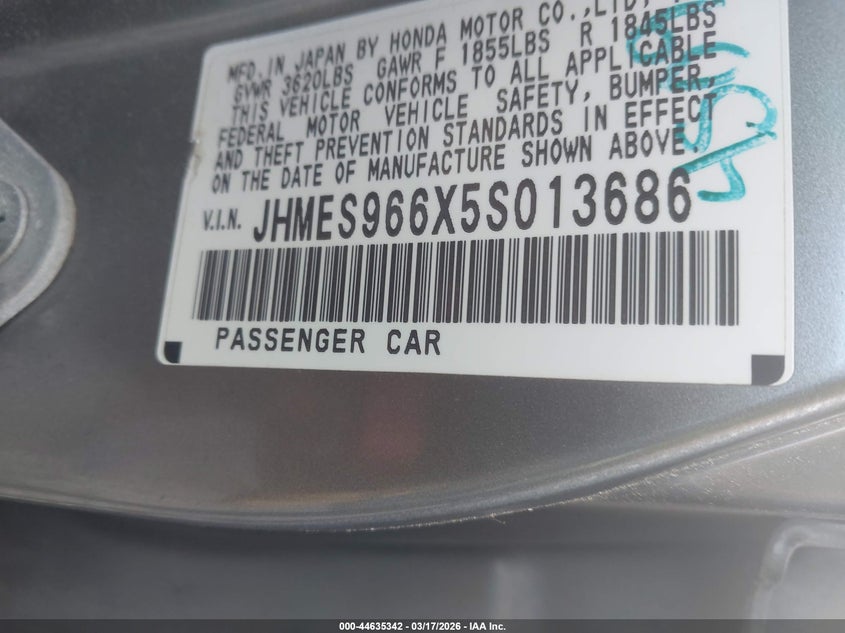 MFD. IN JAPAN BY HONDA MOTOR CO., LTD.
GVWR 3620LBS GAWR F 1855LBS R 1845LBS
THIS VEHICLE CONFORMS TO ALL APPLICABLE
FEDERAL MOTOR VEHICLE SAFETY, BUMPER,
AND THEFT PREVENTION STANDARDS IN EFFECT
ON THE DATE OF MANUFACTURE SHOWN ABOVE.
V.I.N. JHMES966X5S013686
PASSENGER CAR
000-44635342 | 03/17/2026 – IAA Inc.